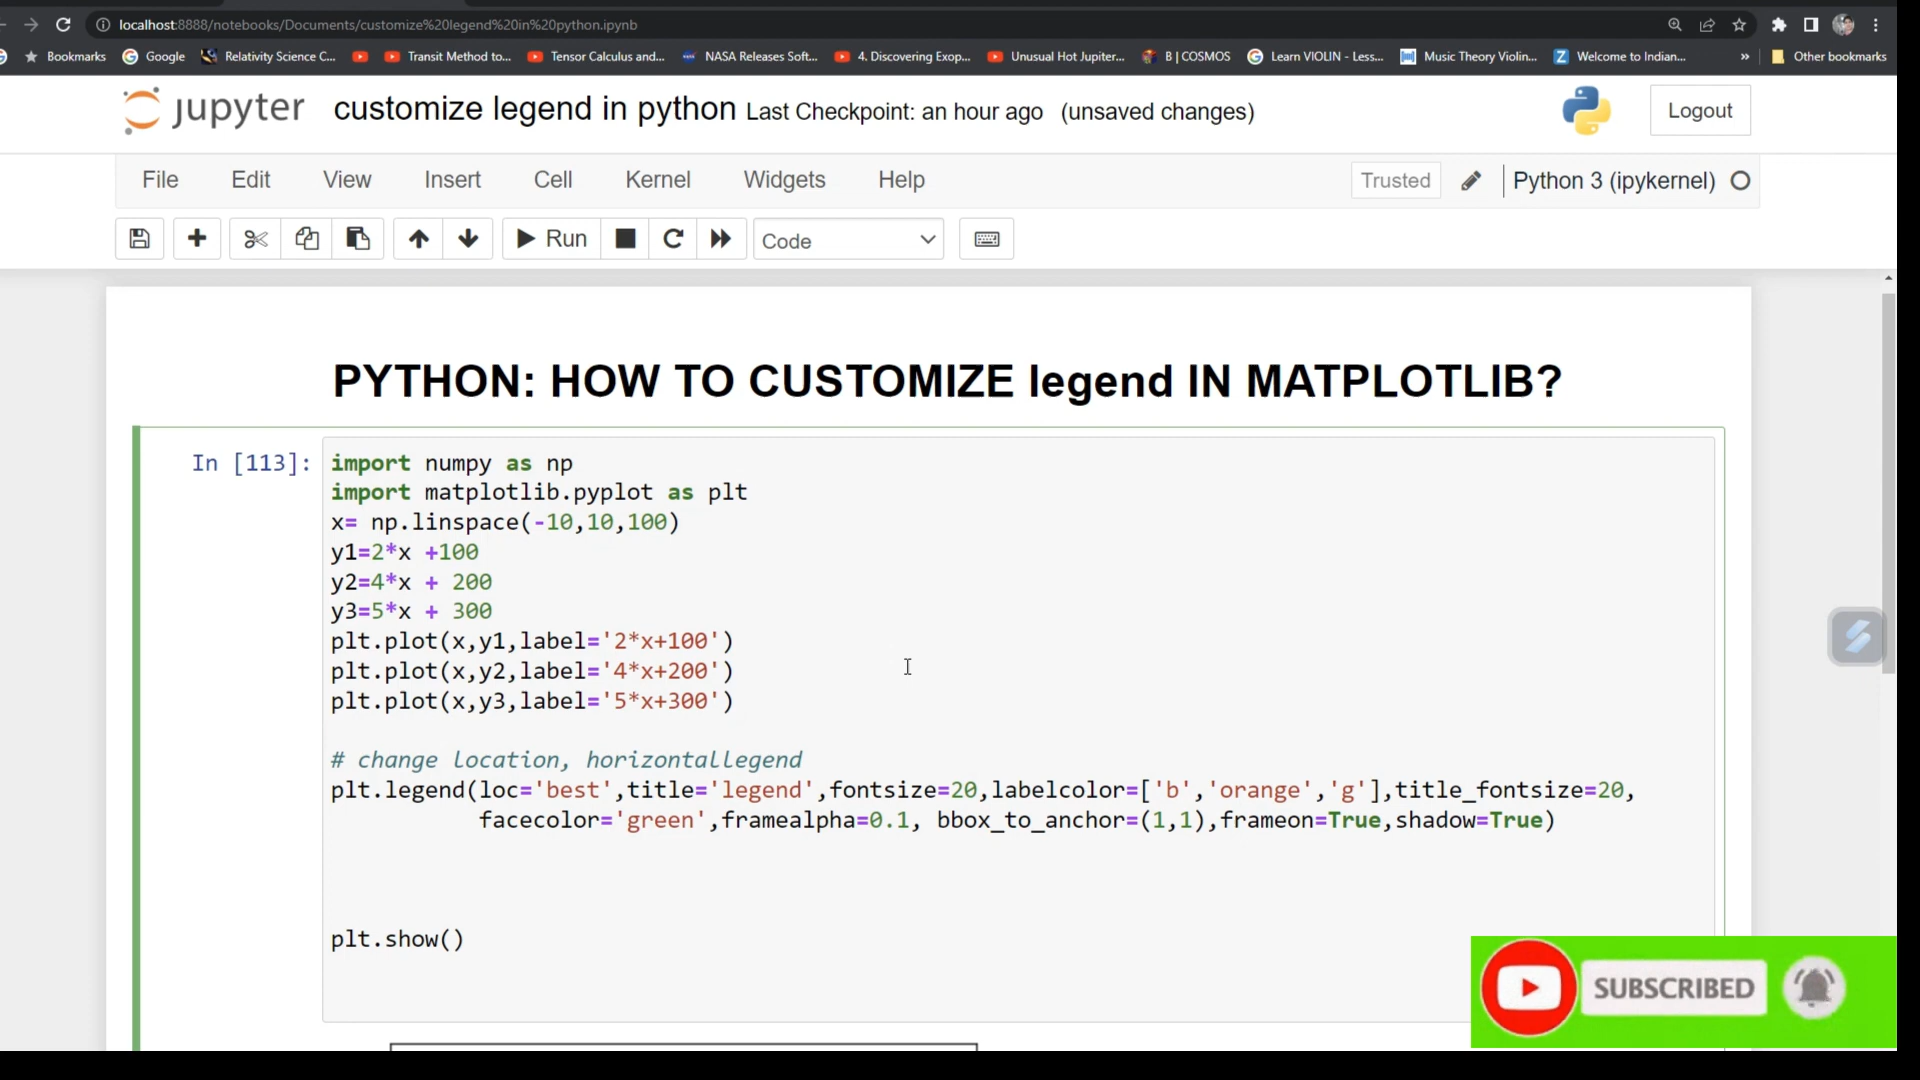 localhost:8888/notebooks/Documents/customize%20legend%20in%20python.ipynb
Bookmarks Google Relativity Science C... Transit Method to... Tensor Calculus and... NASA Releases Soft... 4. Discovering Exop... Unusual Hot Jupiter... B | COSMOS Learn VIOLIN - Less... Music Theory Violin... Welcome to Indian... » Other bookmarks
jupyter customize legend in python Last Checkpoint: an hour ago (unsaved changes) Logout
File Edit View Insert Cell Kernel Widgets Help Trusted Python 3 (ipykernel)
Run Code
PYTHON: HOW TO CUSTOMIZE legend IN MATPLOTLIB?
In [113]: import numpy as np
import matplotlib.pyplot as plt
x= np.linspace(-10,10,100)
y1=2*x +100
y2=4*x + 200
y3=5*x + 300
plt.plot(x,y1,label='2*x+100')
plt.plot(x,y2,label='4*x+200')
plt.plot(x,y3,label='5*x+300')
# change location, horizontallegend
plt.legend(loc='best',title='legend',fontsize=20,labelcolor=['b','orange','g'],title_fontsize=20,
facecolor='green',framealpha=0.1, bbox_to_anchor=(1,1),frameon=True,shadow=True)
plt.show()
SUBSCRIBED